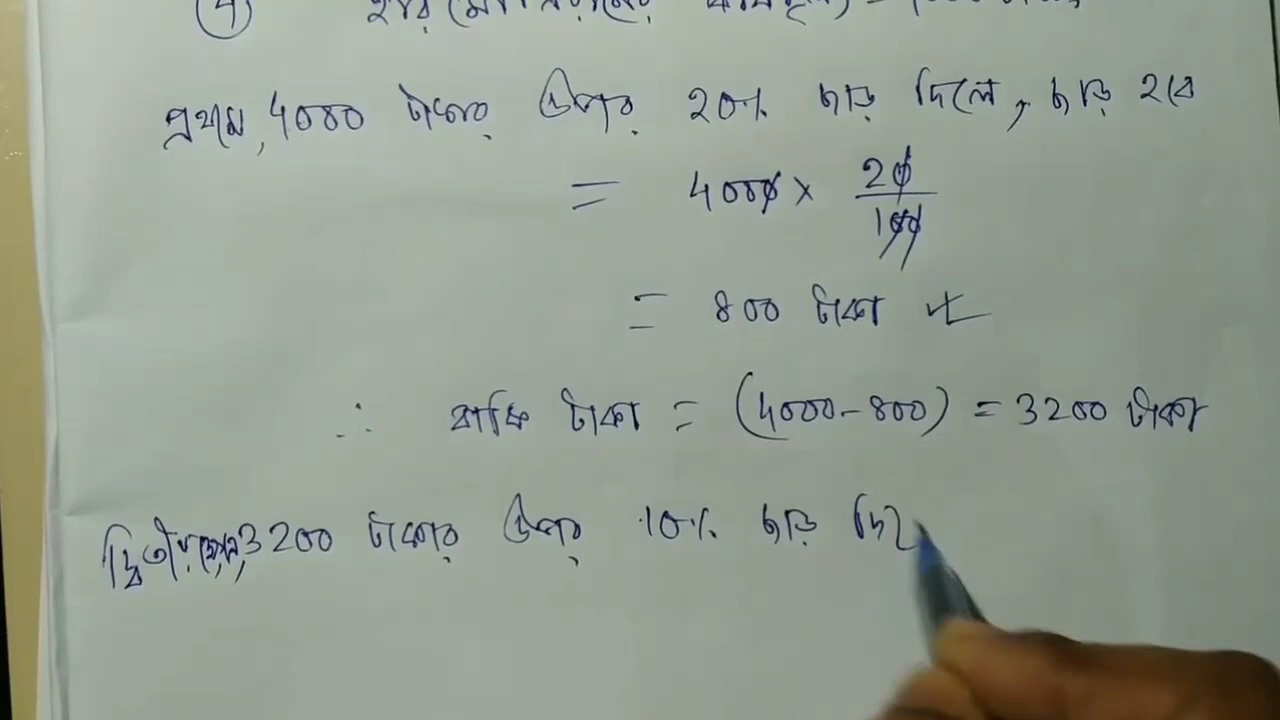 প্রথমে, 4000 টাকার উপর 20% ছাড় দিলে, ছাড় হবে
= 4000 × 20/100
= 800 টাকা
∴ বাকি টাকা = (4000-800) = 3200 টাকা
3200 টাকার উপর 10% ছাড়